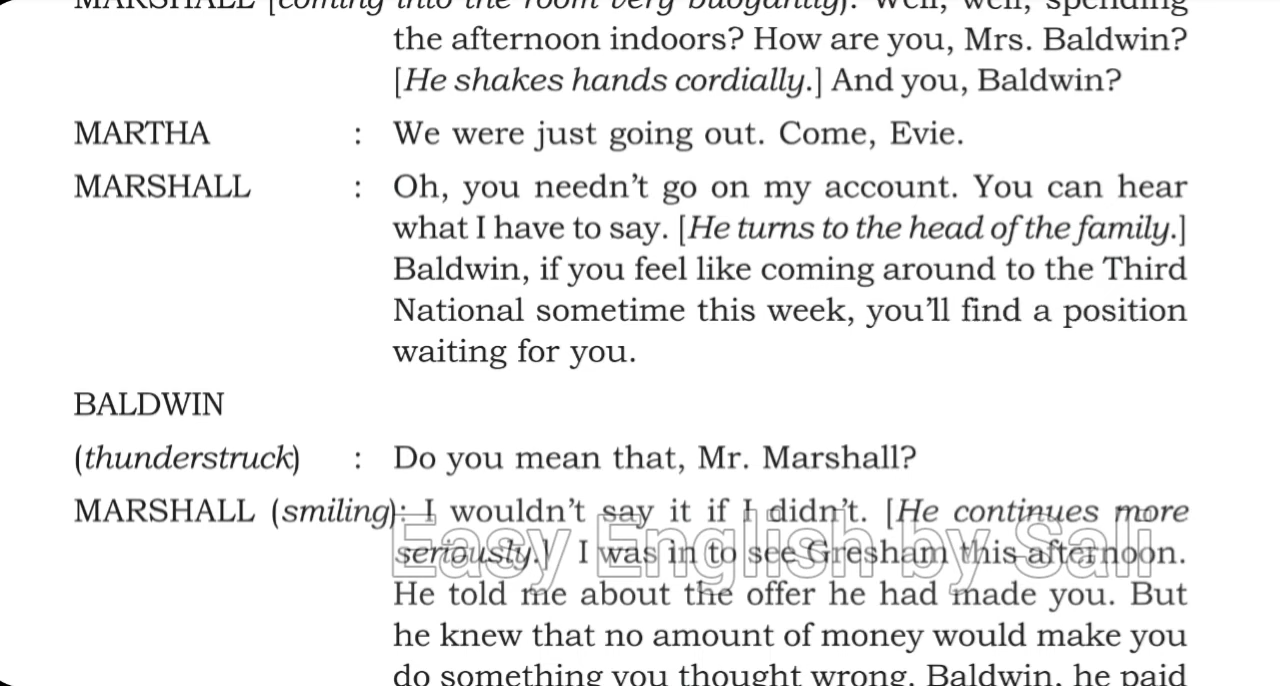 MARSHALL [coming into the room very buoyantly]: Well, well, spending
the afternoon indoors? How are you, Mrs. Baldwin?
[He shakes hands cordially.] And you, Baldwin?
MARTHA : We were just going out. Come, Evie.
MARSHALL : Oh, you needn't go on my account. You can hear
what I have to say. [He turns to the head of the family.]
Baldwin, if you feel like coming around to the Third
National sometime this week, you'll find a position
waiting for you.
BALDWIN
(thunderstruck) : Do you mean that, Mr. Marshall?
MARSHALL (smiling): I wouldn't say it if I didn't. [He continues more
seriously.] I was in to see Gresham this afternoon.
Easy English by Sali
He told me about the offer he had made you. But
he knew that no amount of money would make you
do something you thought wrong. Baldwin, he paid